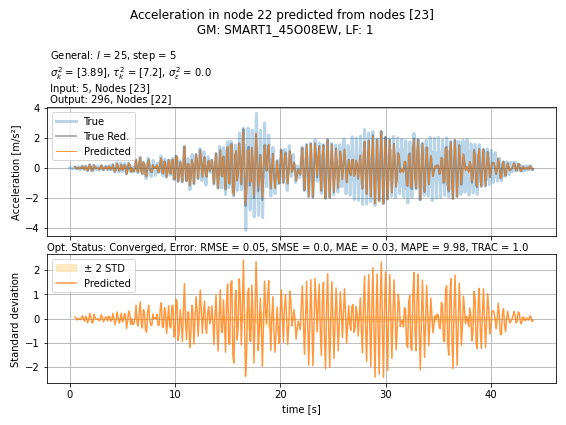 Acceleration in node 22 predicted from nodes [23]
GM: SMART1_45O08EW, LF: 1
General: l = 25, step = 5
σ²ₖ = [3.89], τ²ₖ = [7.2], σ²ε = 0.0
Input: 5, Nodes [23]
Output: 296, Nodes [22]
Acceleration [m/s²]
4
2
0
−2
−4
True
True Red.
Predicted
Opt. Status: Converged, Error: RMSE = 0.05, SMSE = 0.0, MAE = 0.03, MAPE = 9.98, TRAC = 1.0
Standard deviation
2
1
0
−1
−2
± 2 STD
Predicted
0 10 20 30 40
time [s]